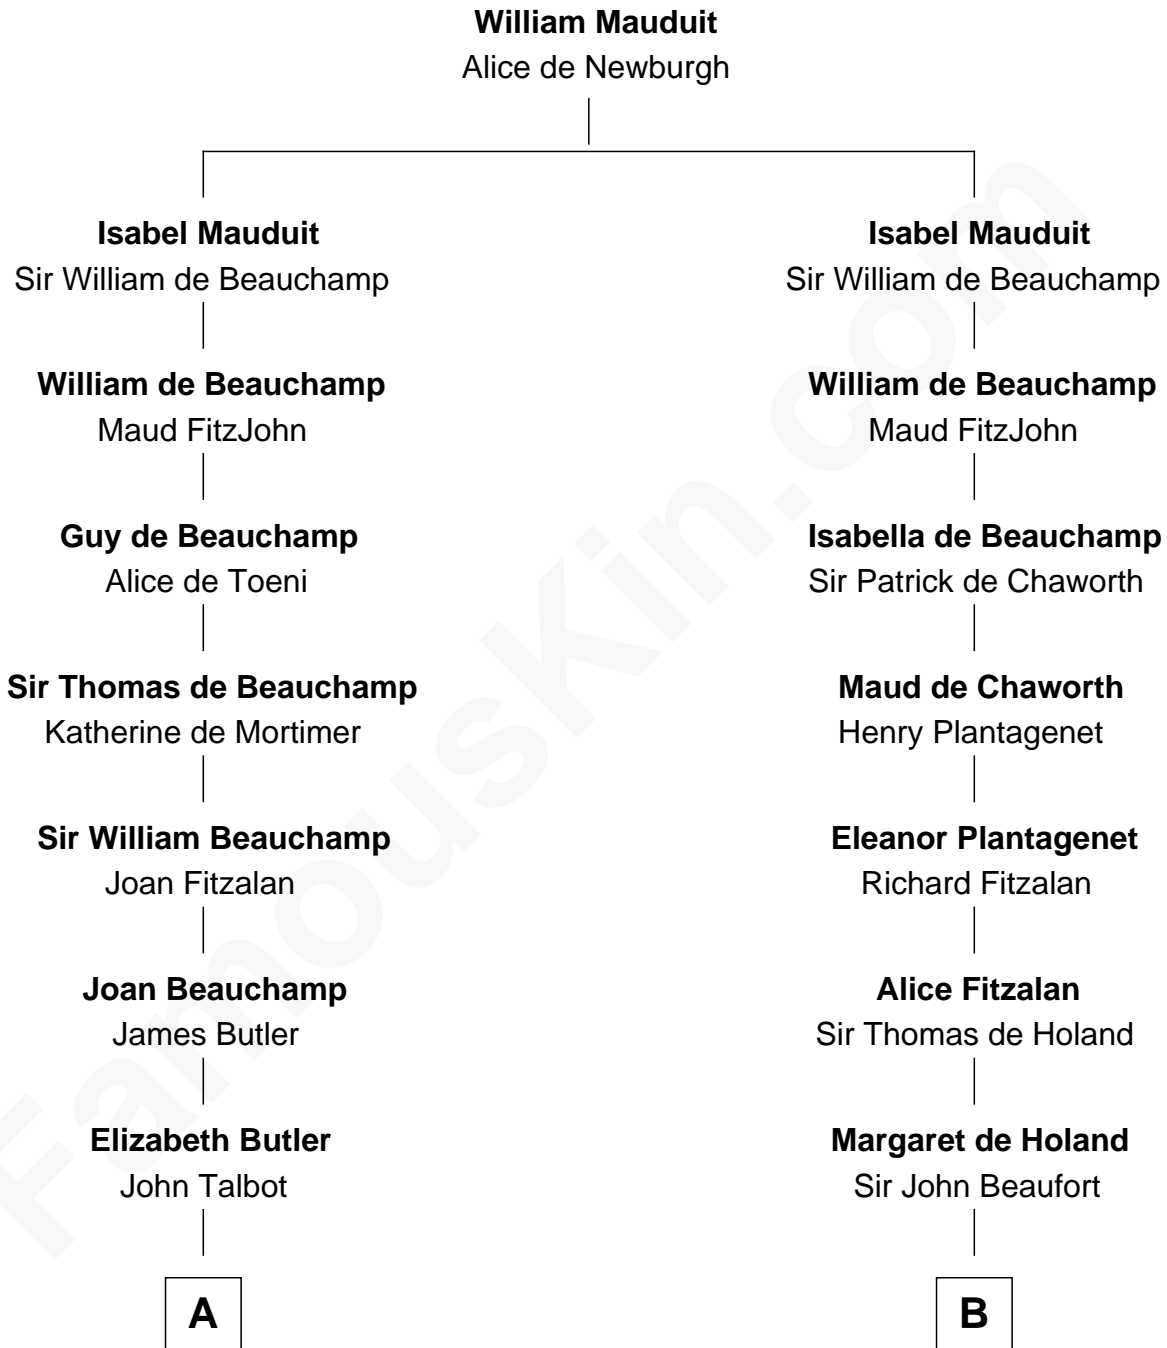 William Mauduit
Alice de Newburgh
Isabel Mauduit
Sir William de Beauchamp
Isabel Mauduit
Sir William de Beauchamp
William de Beauchamp
Maud FitzJohn
William de Beauchamp
Maud FitzJohn
Guy de Beauchamp
Alice de Toeni
Isabella de Beauchamp
Sir Patrick de Chaworth
Sir Thomas de Beauchamp
Katherine de Mortimer
Maud de Chaworth
Henry Plantagenet
Sir William Beauchamp
Joan Fitzalan
Eleanor Plantagenet
Richard Fitzalan
Joan Beauchamp
James Butler
Alice Fitzalan
Sir Thomas de Holand
Elizabeth Butler
John Talbot
Margaret de Holand
Sir John Beaufort
A
B
FamousKin.com